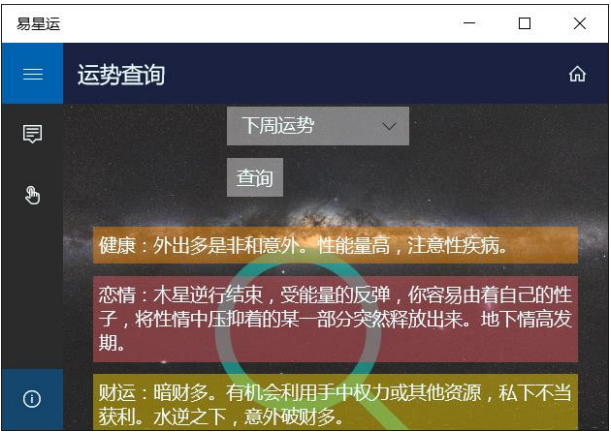 易星运
运势查询
下周运势
查询
健康：外出多是非和意外。性能量高，注意性疾病。
恋情：木星逆行结束，受能量的反弹，你容易由着自己的性
子，将性情中压抑着的某一部分突然释放出来。地下情高发
期。
财运：暗财多。有机会利用手中权力或其他资源，私下不当
获利。水逆之下，意外破财多。